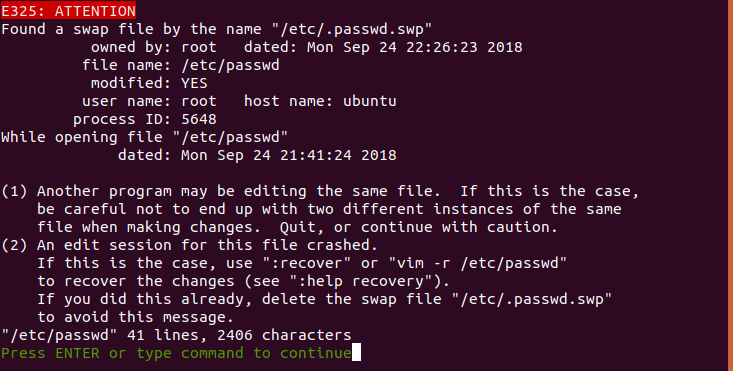 E325: ATTENTION
Found a swap file by the name "/etc/.passwd.swp"
owned by: root   dated: Mon Sep 24 22:26:23 2018
file name: /etc/passwd
modified: YES
user name: root   host name: ubuntu
process ID: 5648
While opening file "/etc/passwd"
dated: Mon Sep 24 21:41:24 2018
(1) Another program may be editing the same file.  If this is the case,
be careful not to end up with two different instances of the same
file when making changes.  Quit, or continue with caution.
(2) An edit session for this file crashed.
If this is the case, use ":recover" or "vim -r /etc/passwd"
to recover the changes (see ":help recovery").
If you did this already, delete the swap file "/etc/.passwd.swp"
to avoid this message.
"/etc/passwd" 41 lines, 2406 characters
Press ENTER or type command to continue